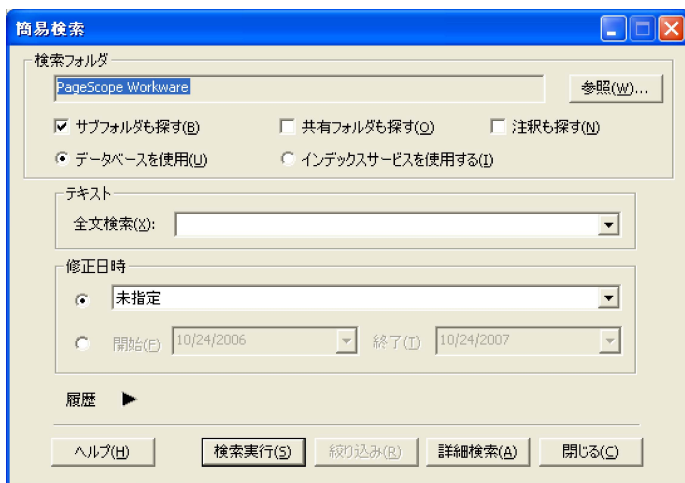 簡易検索
検索フォルダ
PageScope Workware
参照(W)...
サブフォルダも探す(B) 共有フォルダも探す(O) 注釈も探す(N)
データベースを使用(U) インデックスサービスを使用する(I)
テキスト
全文検索(X):
修正日時
未指定
開始(F) 10/24/2006 終了(T) 10/24/2007
履歴
ヘルプ(H) 検索実行(S) 絞り込み(R) 詳細検索(A) 閉じる(C)